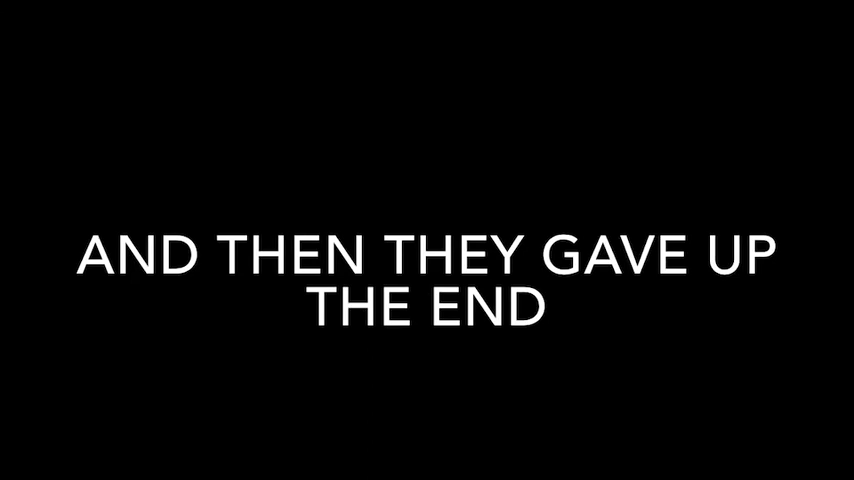 AND THEN THEY GAVE UP
THE END